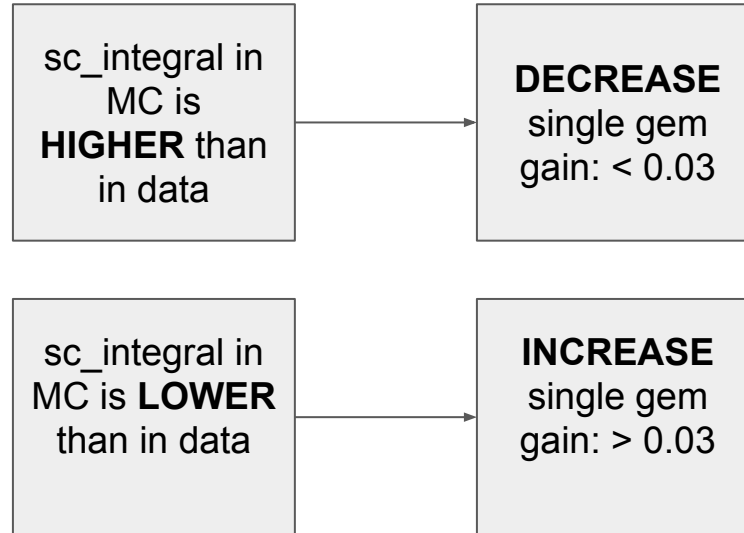 sc_integral in
MC is
HIGHER than
in data
DECREASE
single gem
gain: < 0.03
sc_integral in
MC is LOWER
than in data
INCREASE
single gem
gain: > 0.03